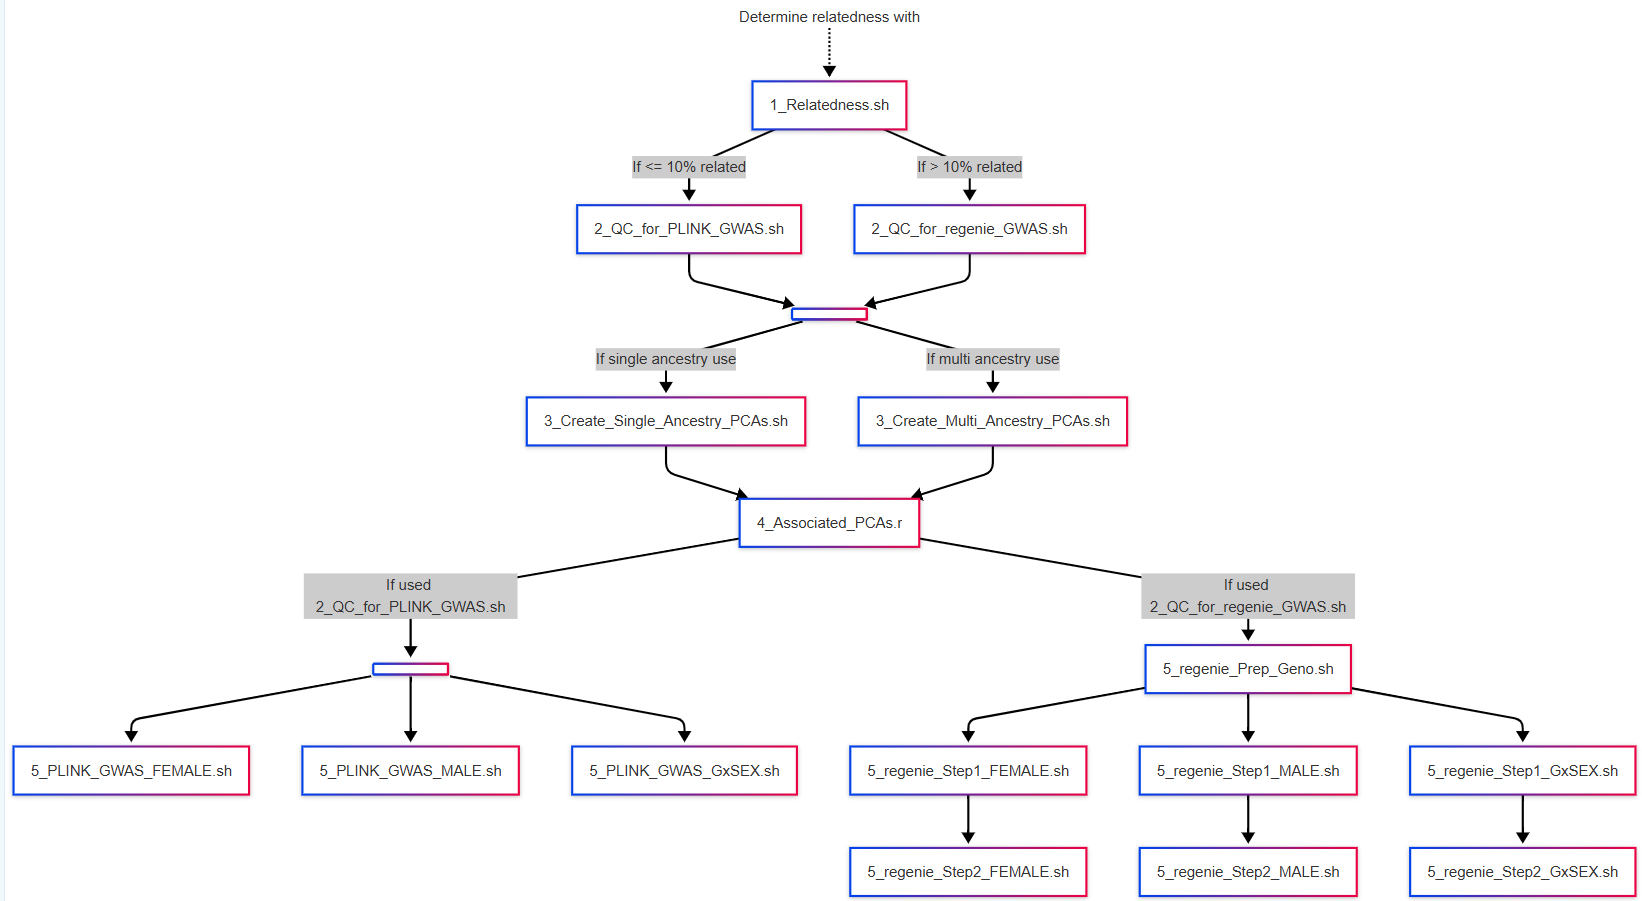 Determine relatedness with
1_Relatedness.sh
If <= 10% related
If > 10% related
2_QC_for_PLINK_GWAS.sh
2_QC_for_regenie_GWAS.sh
If single ancestry use
If multi ancestry use
3_Create_Single_Ancestry_PCAs.sh
3_Create_Multi_Ancestry_PCAs.sh
4_Associated_PCAs.r
If used
2_QC_for_PLINK_GWAS.sh
If used
2_QC_for_regenie_GWAS.sh
5_regenie_Prep_Geno.sh
5_PLINK_GWAS_FEMALE.sh
5_PLINK_GWAS_MALE.sh
5_PLINK_GWAS_GxSEX.sh
5_regenie_Step1_FEMALE.sh
5_regenie_Step1_MALE.sh
5_regenie_Step1_GxSEX.sh
5_regenie_Step2_FEMALE.sh
5_regenie_Step2_MALE.sh
5_regenie_Step2_GxSEX.sh